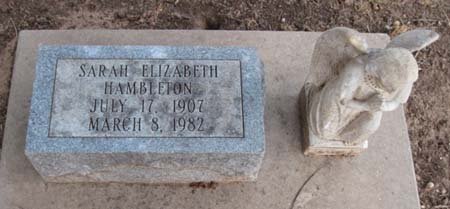 SARAH ELIZABETH
HAMBLETON
JULY 17, 1907
MARCH 8, 1982